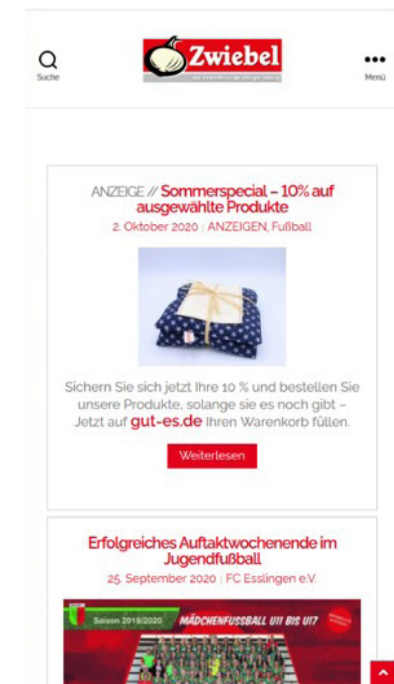 Suche
Zwiebel
Menü
ANZEIGE // Sommerspecial – 10% auf
ausgewählte Produkte
2. Oktober 2020 | ANZEIGEN, Fußball
Sichern Sie sich jetzt Ihre 10 % und bestellen Sie
unsere Produkte, solange sie es noch gibt –
Jetzt auf gut-es.de Ihren Warenkorb füllen.
Weiterlesen
Erfolgreiches Auftaktwochenende im
Jugendfußball
25. September 2020 | FC Esslingen e.V.
Saison 2019/2020 MÄDCHENFUSSBALL U11 BIS U17